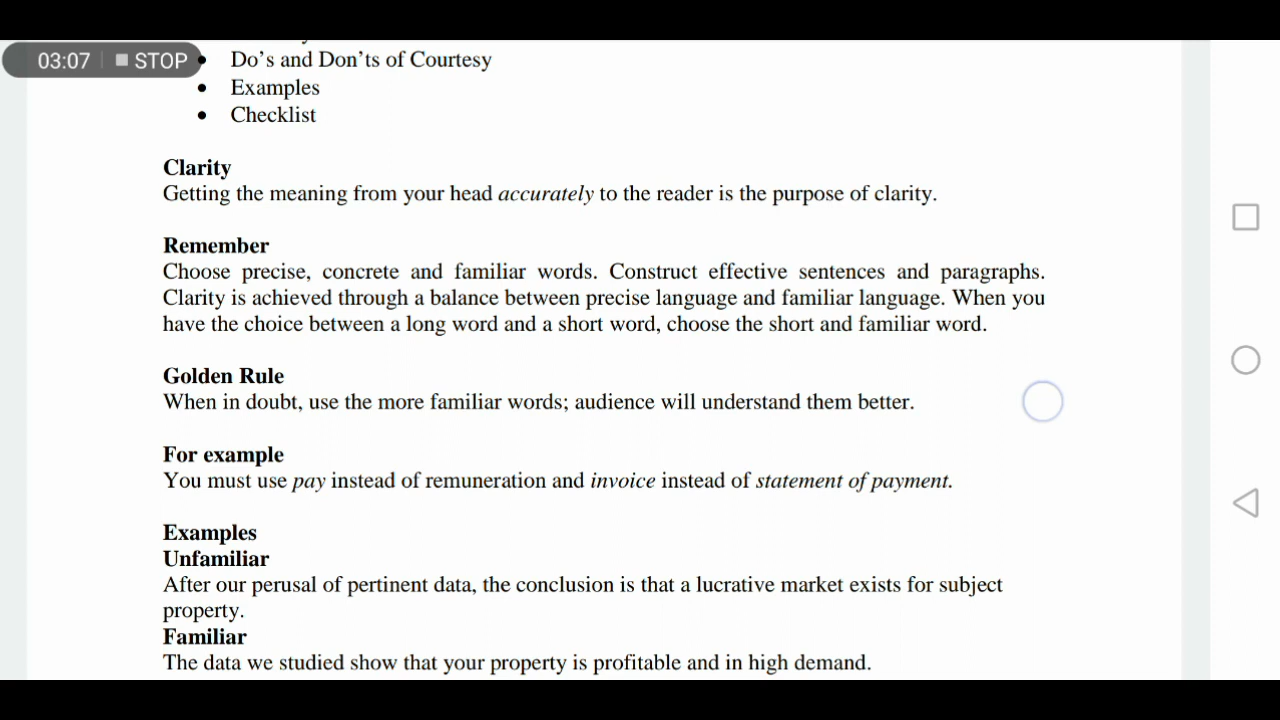 03:07 STOP
• Do's and Don'ts of Courtesy
• Examples
• Checklist
Clarity
Getting the meaning from your head accurately to the reader is the purpose of clarity.
Remember
Choose precise, concrete and familiar words. Construct effective sentences and paragraphs.
Clarity is achieved through a balance between precise language and familiar language. When you
have the choice between a long word and a short word, choose the short and familiar word.
Golden Rule
When in doubt, use the more familiar words; audience will understand them better.
For example
You must use pay instead of remuneration and invoice instead of statement of payment.
Examples
Unfamiliar
After our perusal of pertinent data, the conclusion is that a lucrative market exists for subject
property.
Familiar
The data we studied show that your property is profitable and in high demand.